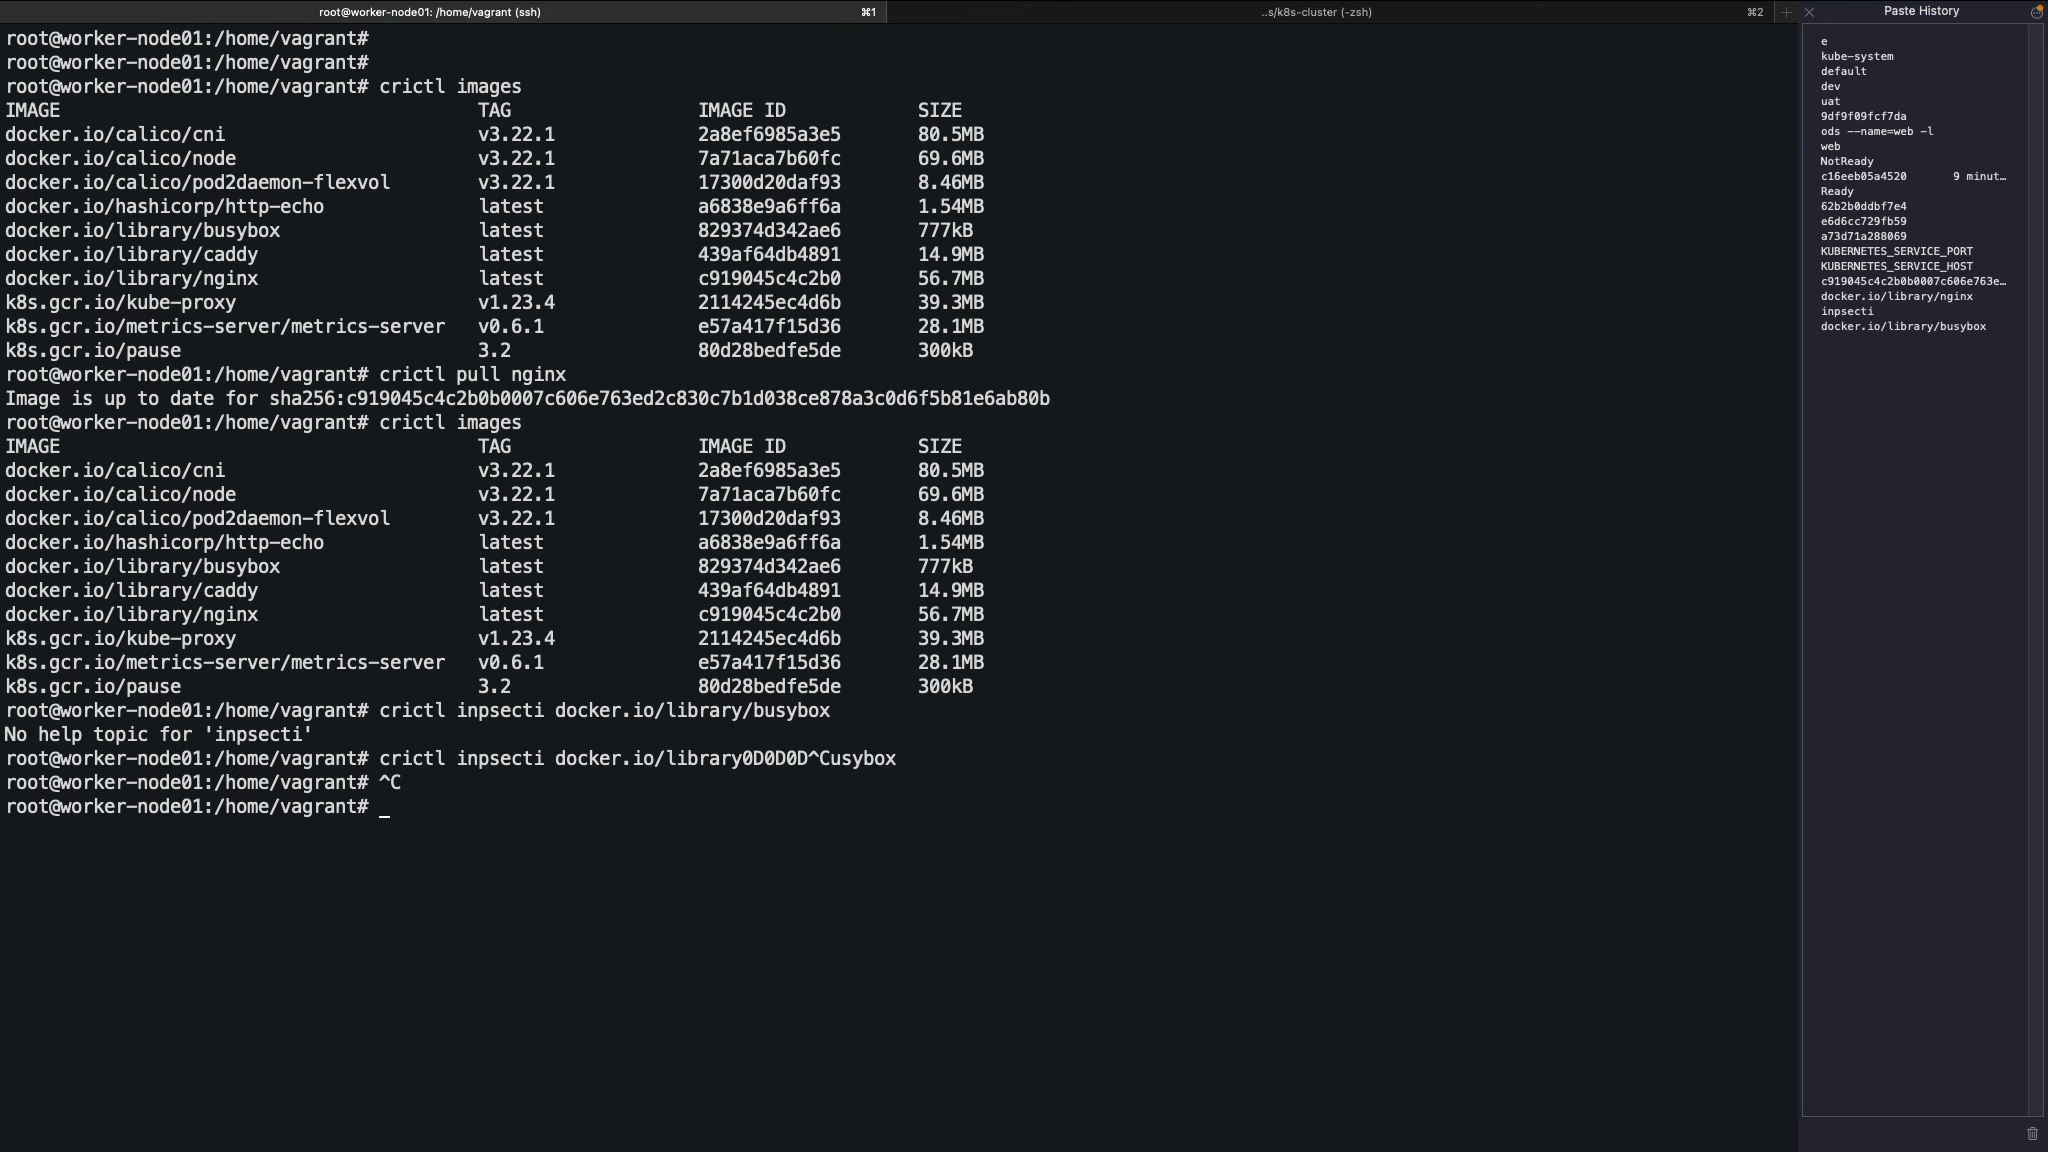 root@worker-node01: /home/vagrant (ssh) ⌘1 ..s/k8s-cluster (-zsh) ⌘2 + Paste History
root@worker-node01:/home/vagrant#
root@worker-node01:/home/vagrant#
root@worker-node01:/home/vagrant# crictl images
IMAGE TAG IMAGE ID SIZE
docker.io/calico/cni v3.22.1 2a8ef6985a3e5 80.5MB
docker.io/calico/node v3.22.1 7a71aca7b60fc 69.6MB
docker.io/calico/pod2daemon-flexvol v3.22.1 17300d20daf93 8.46MB
docker.io/hashicorp/http-echo latest a6838e9a6ff6a 1.54MB
docker.io/library/busybox latest 829374d342ae6 777kB
docker.io/library/caddy latest 439af64db4891 14.9MB
docker.io/library/nginx latest c919045c4c2b0 56.7MB
k8s.gcr.io/kube-proxy v1.23.4 2114245ec4d6b 39.3MB
k8s.gcr.io/metrics-server/metrics-server v0.6.1 e57a417f15d36 28.1MB
k8s.gcr.io/pause 3.2 80d28bedfe5de 300kB
root@worker-node01:/home/vagrant# crictl pull nginx
Image is up to date for sha256:c919045c4c2b0b0007c606e763ed2c830c7b1d038ce878a3c0d6f5b81e6ab80b
root@worker-node01:/home/vagrant# crictl images
IMAGE TAG IMAGE ID SIZE
docker.io/calico/cni v3.22.1 2a8ef6985a3e5 80.5MB
docker.io/calico/node v3.22.1 7a71aca7b60fc 69.6MB
docker.io/calico/pod2daemon-flexvol v3.22.1 17300d20daf93 8.46MB
docker.io/hashicorp/http-echo latest a6838e9a6ff6a 1.54MB
docker.io/library/busybox latest 829374d342ae6 777kB
docker.io/library/caddy latest 439af64db4891 14.9MB
docker.io/library/nginx latest c919045c4c2b0 56.7MB
k8s.gcr.io/kube-proxy v1.23.4 2114245ec4d6b 39.3MB
k8s.gcr.io/metrics-server/metrics-server v0.6.1 e57a417f15d36 28.1MB
k8s.gcr.io/pause 3.2 80d28bedfe5de 300kB
root@worker-node01:/home/vagrant# crictl inpsecti docker.io/library/busybox
No help topic for 'inpsecti'
root@worker-node01:/home/vagrant# crictl inpsecti docker.io/library0D0D0D^Cusybox
root@worker-node01:/home/vagrant# ^C
root@worker-node01:/home/vagrant# _
e
kube-system
default
dev
uat
9df9f09fcf7da
ods --name=web -l
web
NotReady
c16eeb05a4520 9 minut…
Ready
62b2b0ddbf7e4
e6d6cc729fb59
a73d71a288069
KUBERNETES_SERVICE_PORT
KUBERNETES_SERVICE_HOST
c919045c4c2b0b0007c606e763e…
docker.io/library/nginx
inpsecti
docker.io/library/busybox